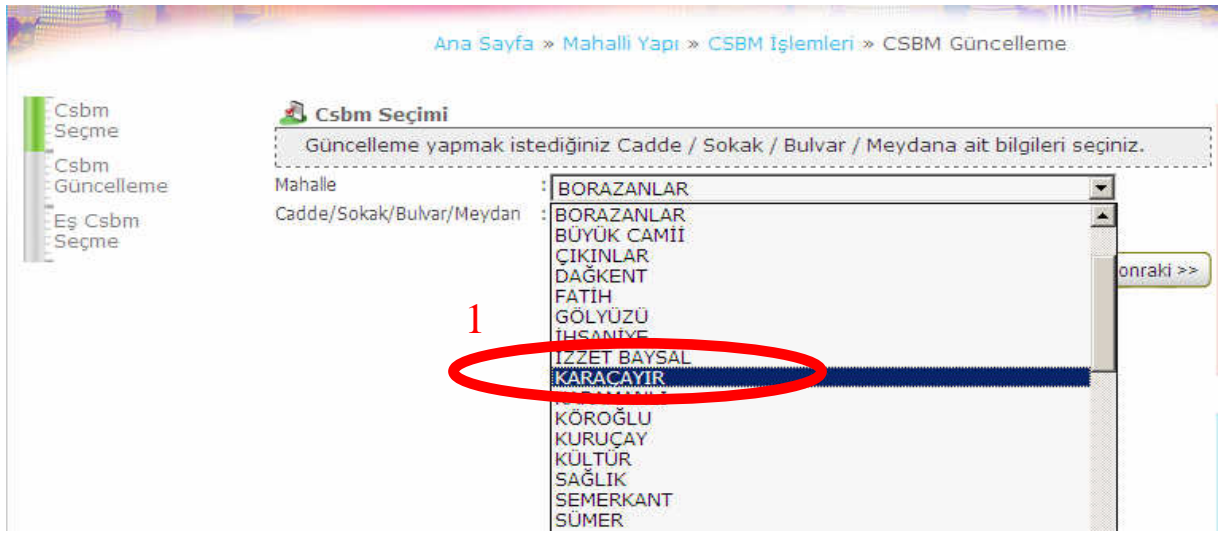 Ana Sayfa » Mahalli Yapı » CSBM İşlemleri » CSBM Güncelleme
Csbm
Seçme
Csbm
Güncelleme
Eş Csbm
Seçme
Csbm Seçimi
Güncelleme yapmak istediğiniz Cadde / Sokak / Bulvar / Meydana ait bilgileri seçiniz.
Mahalle : BORAZANLAR
Cadde/Sokak/Bulvar/Meydan :
BORAZANLAR
BÜYÜK CAMİİ
ÇIKINLAR
DAĞKENT
FATİH
GÖLYÜZÜ
İHSANİYE
İZZET BAYSAL
KARAÇAYIR
KARAMANLI
KÖROĞLU
KURUÇAY
KÜLTÜR
SAĞLIK
SEMERKANT
SÜMER
onraki >>
1